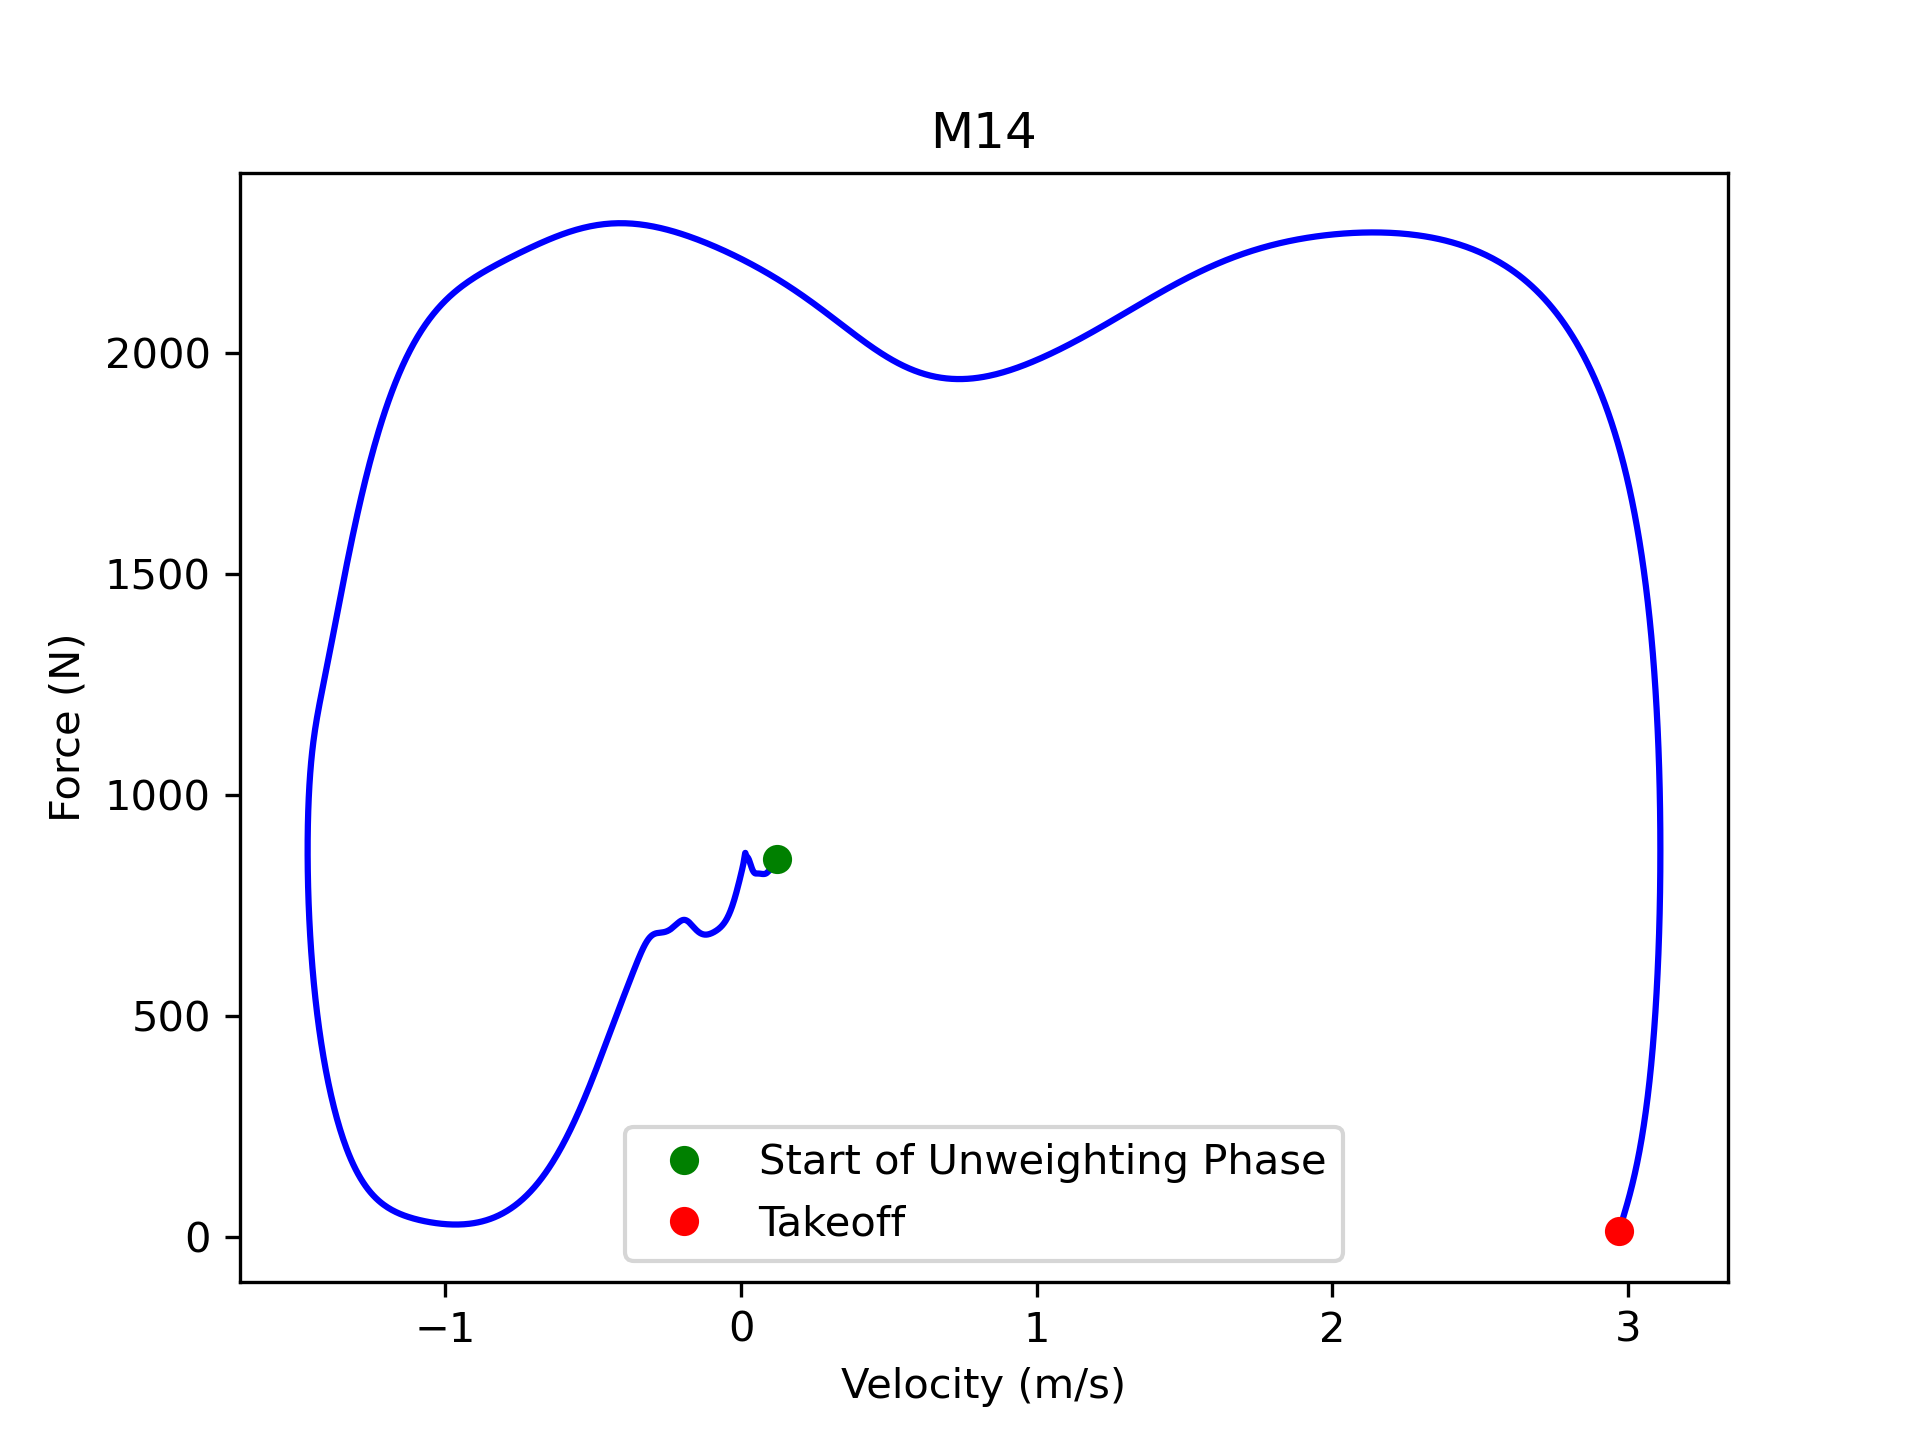 M14
2000
1500
1000
500
0
Force (N)
Start of Unweighting Phase
Takeoff
−1 0 1 2 3
Velocity (m/s)